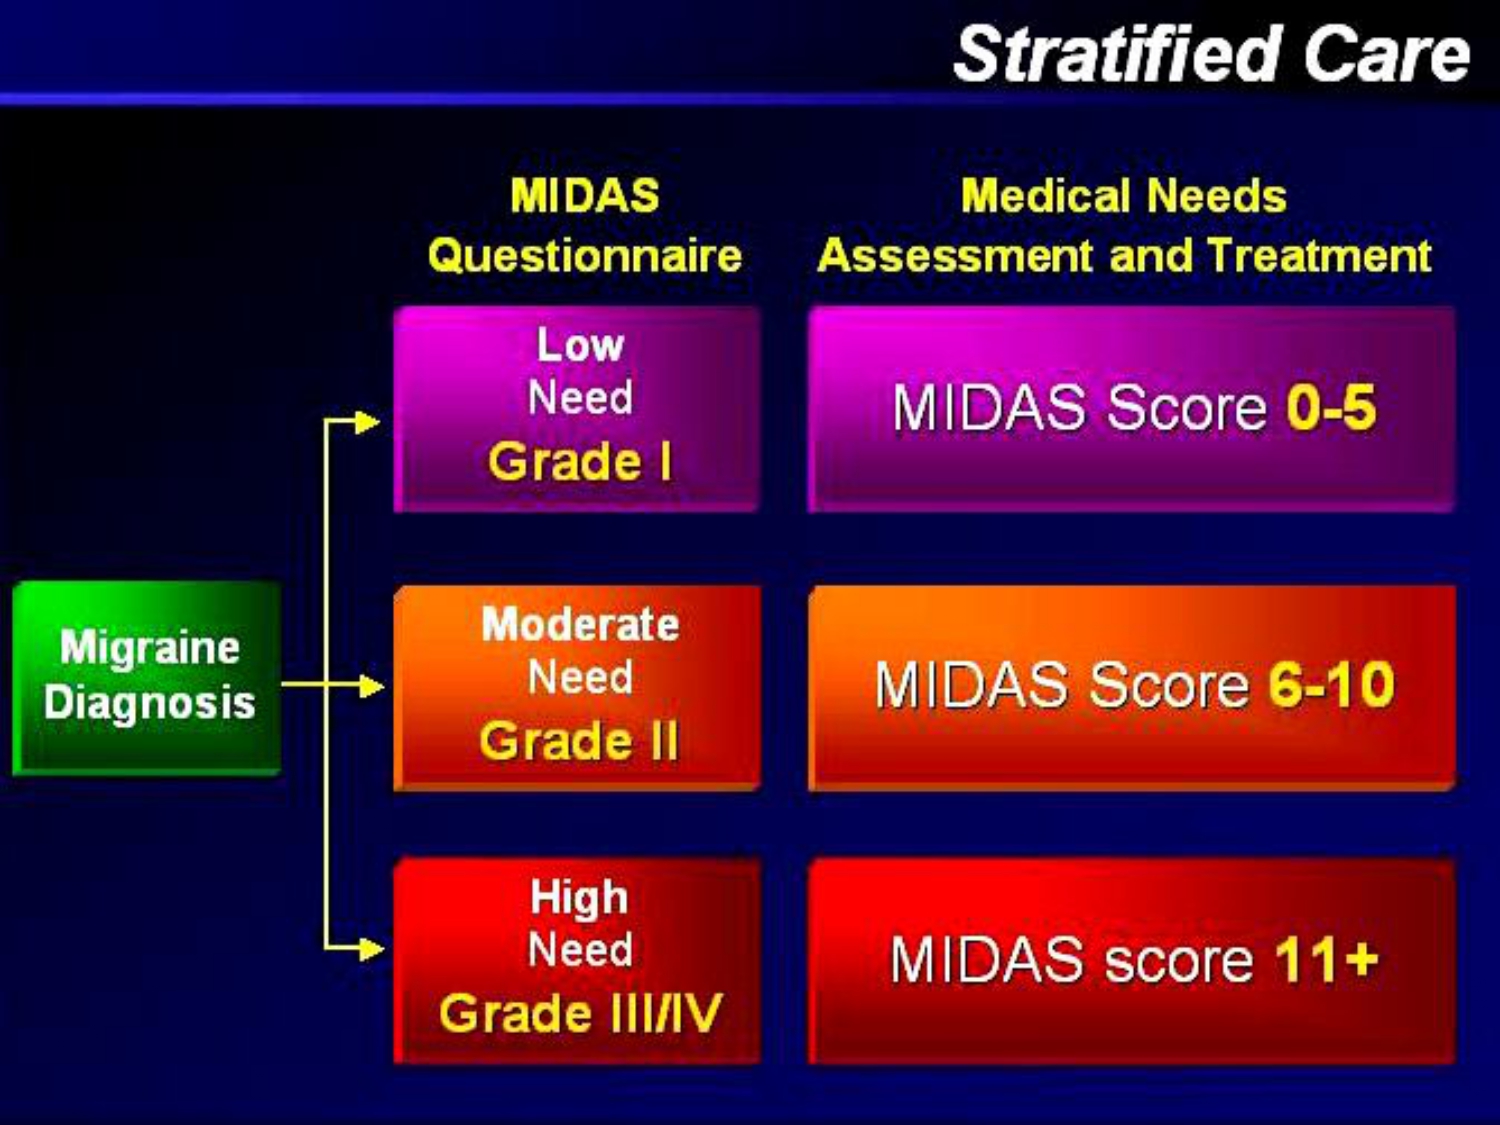 Stratified Care
MIDAS
Questionnaire
Medical Needs
Assessment and Treatment
Low
Need
Grade I
MIDAS Score 0-5
Migraine
Diagnosis
Moderate
Need
Grade II
MIDAS Score 6-10
High
Need
Grade III/IV
MIDAS score 11+